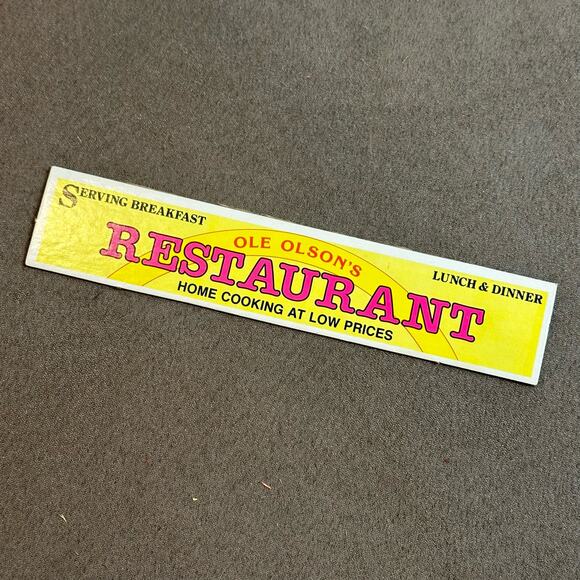 SERVING BREAKFAST
OLE OLSON'S
LUNCH & DINNER
RESTAURANT
HOME COOKING AT LOW PRICES